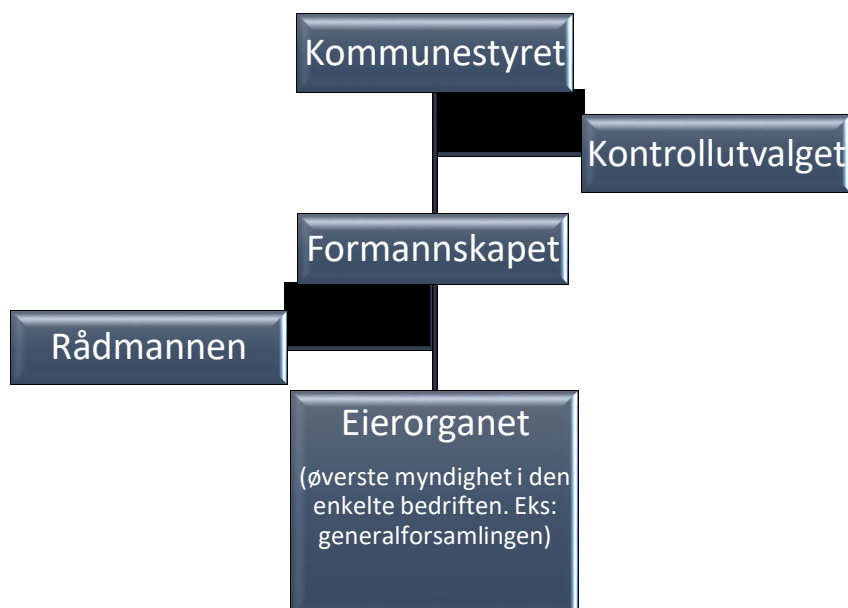 Kommunestyret
Kontrollutvalget
Formannskapet
Rådmannen
Eierorganet
(øverste myndighet i den
enkelte bedriften. Eks:
generalforsamlingen)